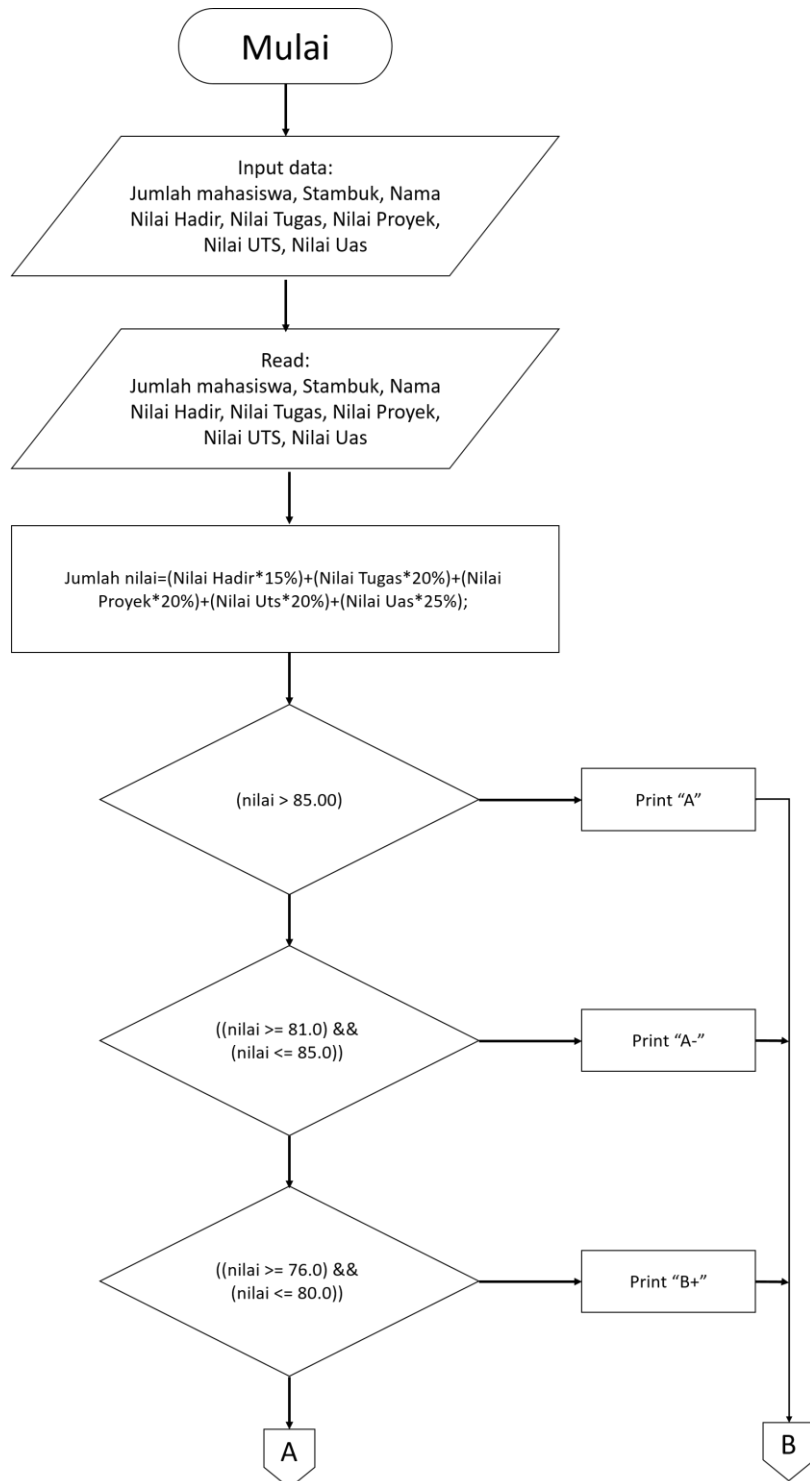 Mulai
Input data:
Jumlah mahasiswa, Stambuk, Nama
Nilai Hadir, Nilai Tugas, Nilai Proyek,
Nilai UTS, Nilai Uas
Read:
Jumlah mahasiswa, Stambuk, Nama
Nilai Hadir, Nilai Tugas, Nilai Proyek,
Nilai UTS, Nilai Uas
Jumlah nilai=(Nilai Hadir*15%)+(Nilai Tugas*20%)+(Nilai
Proyek*20%)+(Nilai Uts*20%)+(Nilai Uas*25%);
(nilai > 85.00)
Print “A”
((nilai >= 81.0) &&
(nilai <= 85.0))
Print “A-”
((nilai >= 76.0) &&
(nilai <= 80.0))
Print “B+”
A
B